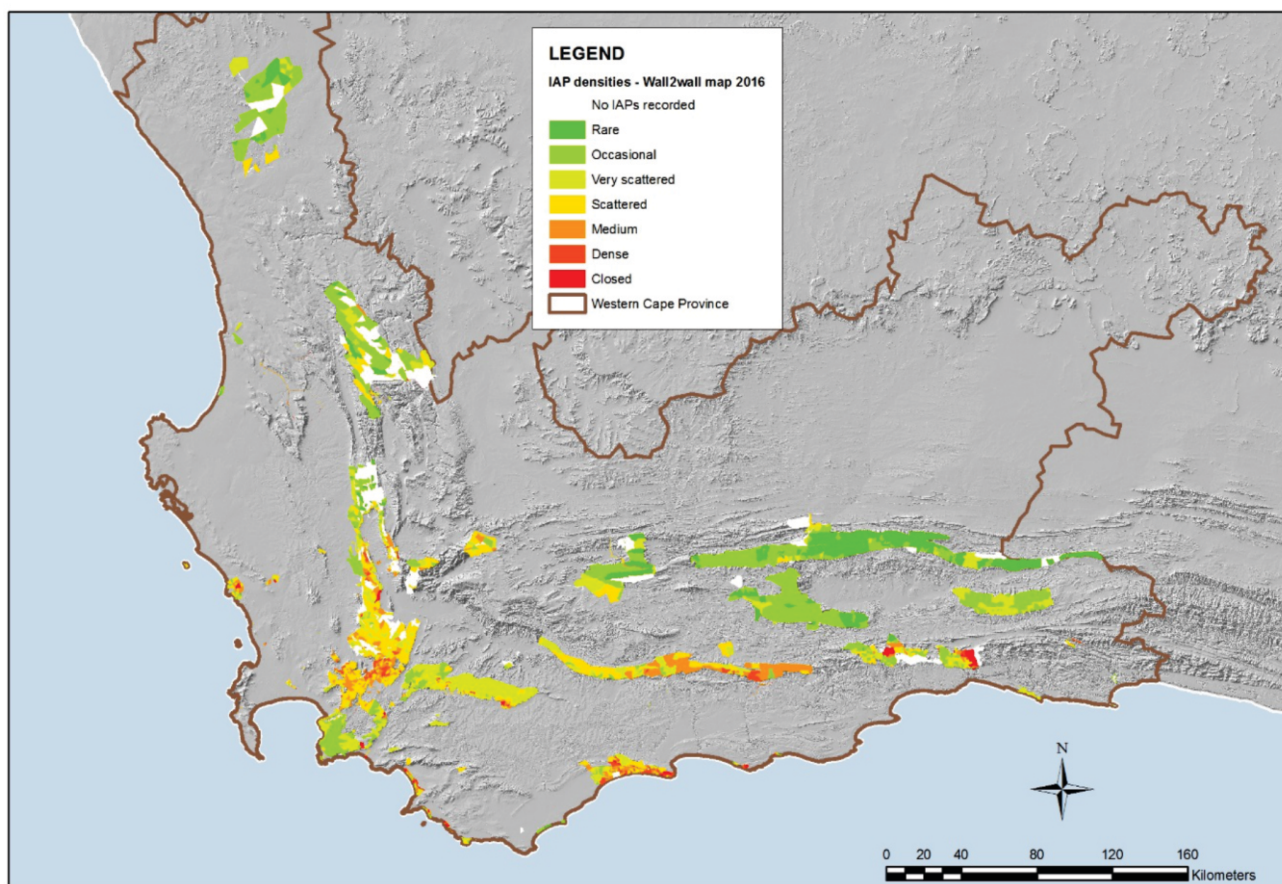 LEGEND
IAP densities - Wall2wall map 2016
No IAPs recorded
Rare
Occasional
Very scattered
Scattered
Medium
Dense
Closed
Western Cape Province
N
0 20 40 80 120 160
Kilometers